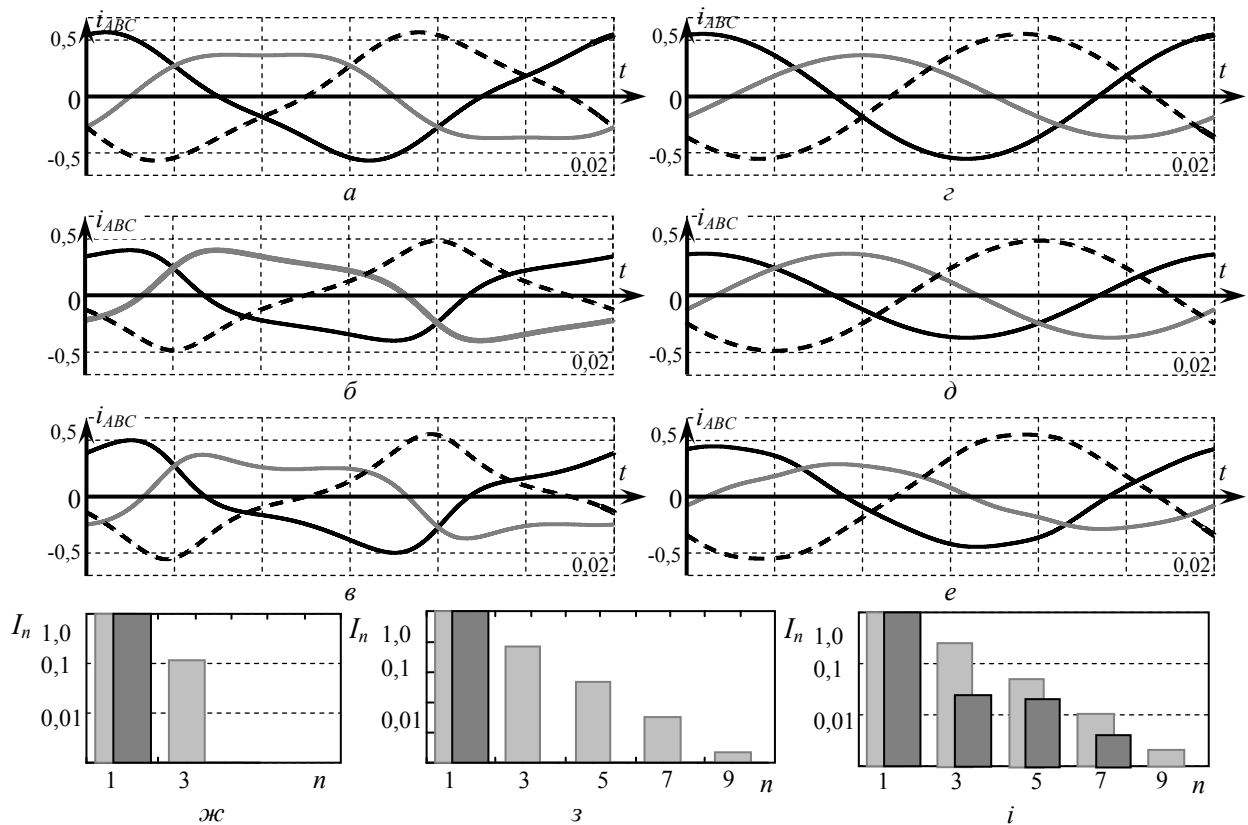 i_ABC
0,5
0
-0,5
t
0,02
а
i_ABC
0,5
0
-0,5
t
0,02
г
i_ABC
0,5
0
-0,5
t
0,02
б
i_ABC
0,5
0
-0,5
t
0,02
д
i_ABC
0,5
0
-0,5
t
0,02
в
i_ABC
0,5
0
-0,5
t
0,02
е
I_n
1,0
0,1
0,01
1 3 n
ж
I_n
1,0
0,1
0,01
1 3 5 7 9 n
з
I_n
1,0
0,1
0,01
1 3 5 7 9 n
і